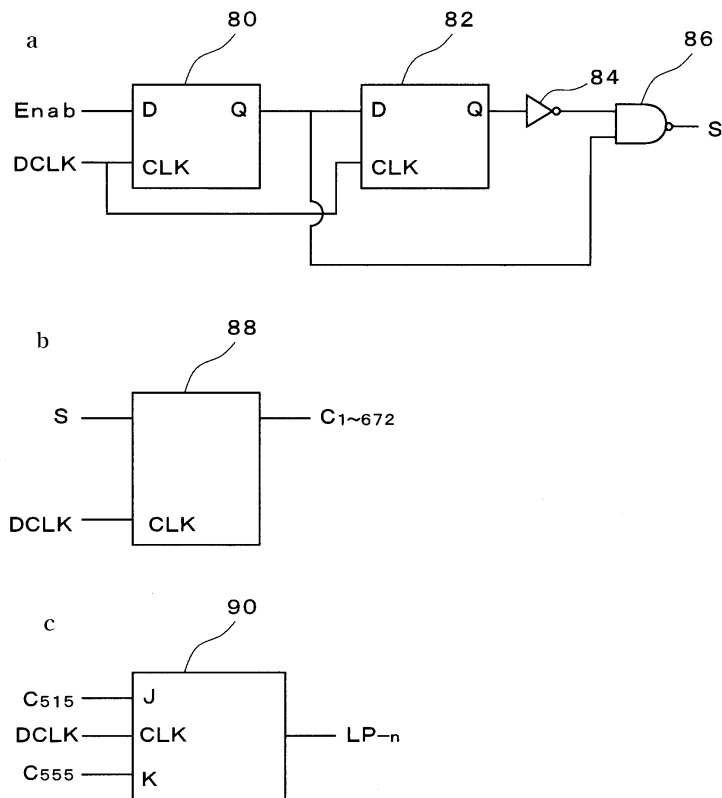 a
80
82
84
86
Enab
D
Q
D
Q
S
DCLK
CLK
CLK
b
88
S
C1~672
DCLK
CLK
c
90
C515
J
DCLK
CLK
LP-n
C555
K